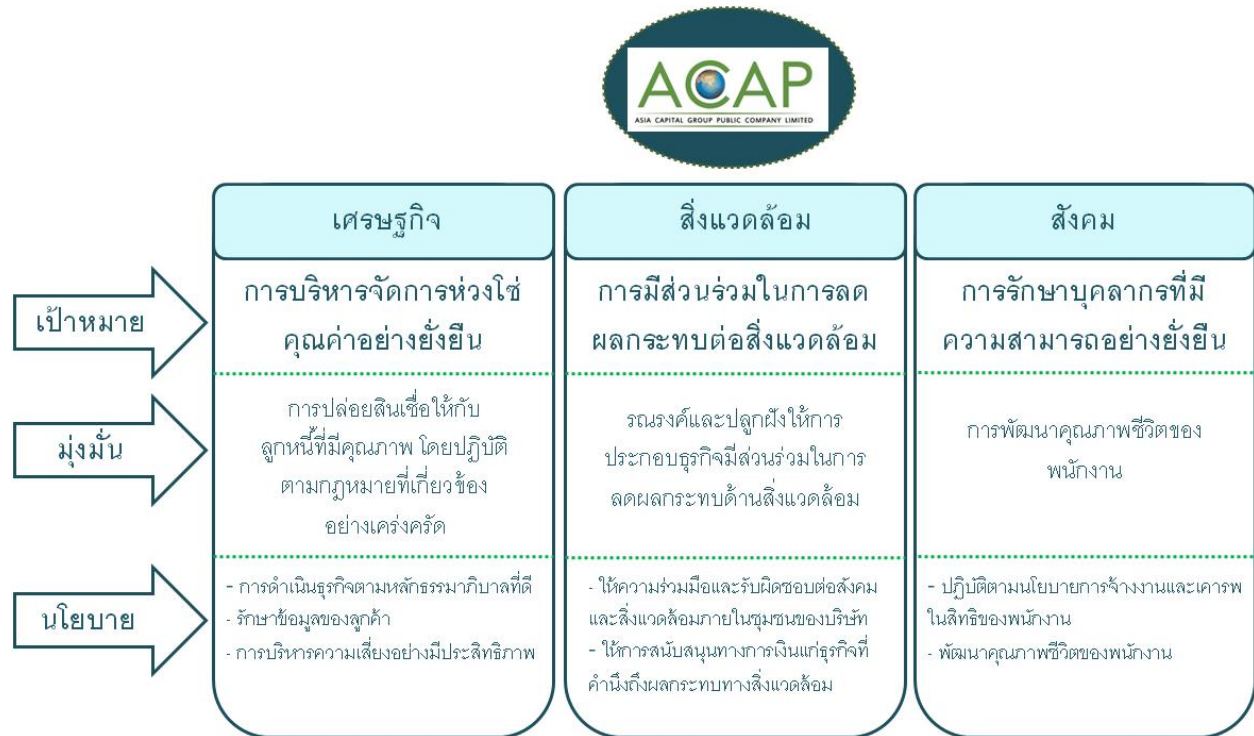 ACAP
ASIA CAPITAL GROUP PUBLIC COMPANY LIMITED
เศรษฐกิจ
สิ่งแวดล้อม
สังคม
เป้าหมาย
การบริหารจัดการห่วงโซ่
คุณค่าอย่างยั่งยืน
การมีส่วนร่วมในการลด
ผลกระทบต่อสิ่งแวดล้อม
การรักษาบุคลากรที่มี
ความสามารถอย่างยั่งยืน
มุ่งมั่น
การปล่อยสินเชื่อให้กับ
ลูกหนี้ที่มีคุณภาพ โดยปฏิบัติ
ตามกฎหมายที่เกี่ยวข้อง
อย่างเคร่งครัด
รณรงค์และปลูกฝังให้การ
ประกอบธุรกิจมีส่วนร่วมในการ
ลดผลกระทบด้านสิ่งแวดล้อม
การพัฒนาคุณภาพชีวิตของ
พนักงาน
นโยบาย
- การดำเนินธุรกิจตามหลักธรรมาภิบาลที่ดี
- รักษาข้อมูลของลูกค้า
- การบริหารความเสี่ยงอย่างมีประสิทธิภาพ
- ให้ความร่วมมือและรับผิดชอบต่อสังคม
และสิ่งแวดล้อมภายในชุมชนของบริษัท
- ให้การสนับสนุนทางการเงินแก่ธุรกิจที่
คำนึงถึงผลกระทบทางสิ่งแวดล้อม
- ปฏิบัติตามนโยบายการจ้างงานและเคารพ
ในสิทธิของพนักงาน
- พัฒนาคุณภาพชีวิตของพนักงาน